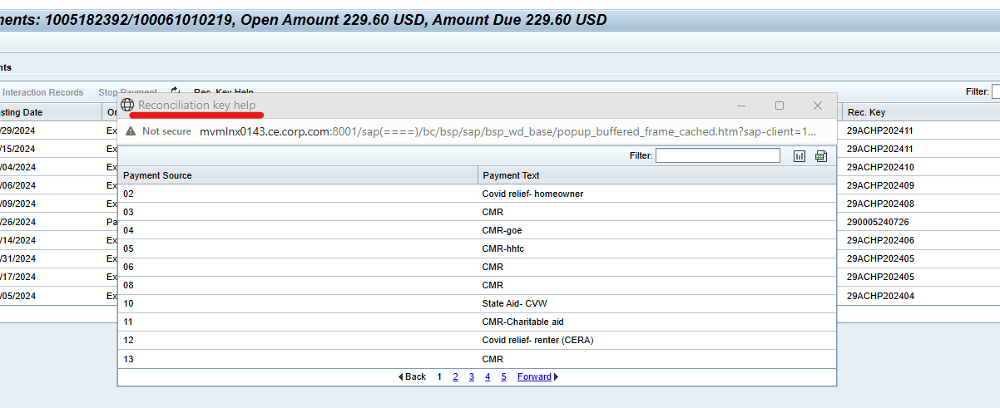 nents: 1005182392/100061010219, Open Amount 229.60 USD, Amount Due 229.60 USD
nts
Interaction Records Stop Payment Rec. Key Help Filter:
sting Date Or Rec. Key
/29/2024 Ex 29ACHP202411
/15/2024 Ex 29ACHP202411
/04/2024 Ex 29ACHP202410
/06/2024 Ex 29ACHP202409
/09/2024 Ex 29ACHP202408
/26/2024 Pa 290005240726
/14/2024 Ex 29ACHP202406
/31/2024 Ex 29ACHP202405
/17/2024 Ex 29ACHP202405
/05/2024 Ex 29ACHP202404
Reconciliation key help
Not secure mvmlnx0143.ce.corp.com:8001/sap(====)/bc/bsp/sap/bsp_wd_base/popup_buffered_frame_cached.htm?sap-client=1...
Filter:
Payment Source Payment Text
02 Covid relief- homeowner
03 CMR
04 CMR-goe
05 CMR-hhtc
06 CMR
08 CMR
10 State Aid- CVW
11 CMR-Charitable aid
12 Covid relief- renter (CERA)
13 CMR
Back 1 2 3 4 5 Forward